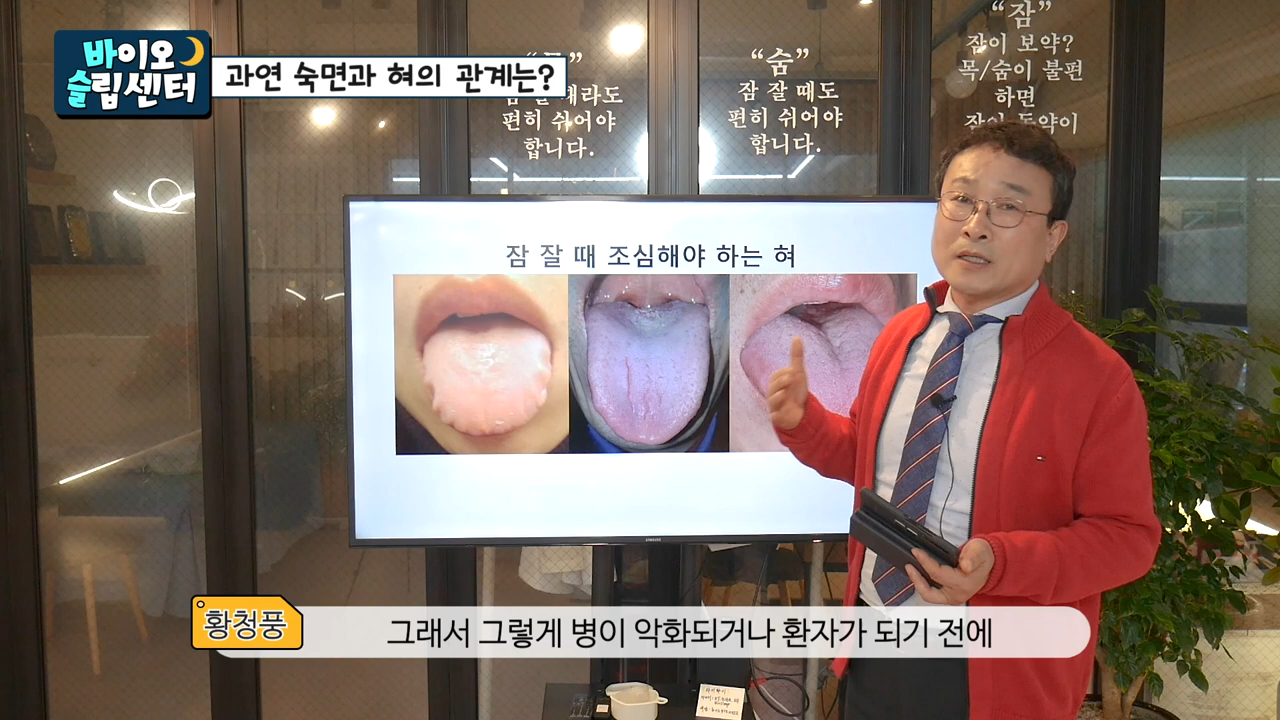 바이오
슬립센터
과연 숙면과 혀의 관계는?
편히 쉬어야
합니다.
“숨”
잠 잘 때도
편히 쉬어야
합니다.
“잠”
잠이 보약?
목/숨이 불편
하면
잠 잘 때 조심해야 하는 혀
SAMSUNG
황청풍
그래서 그렇게 병이 악화되거나 환자가 되기 전에